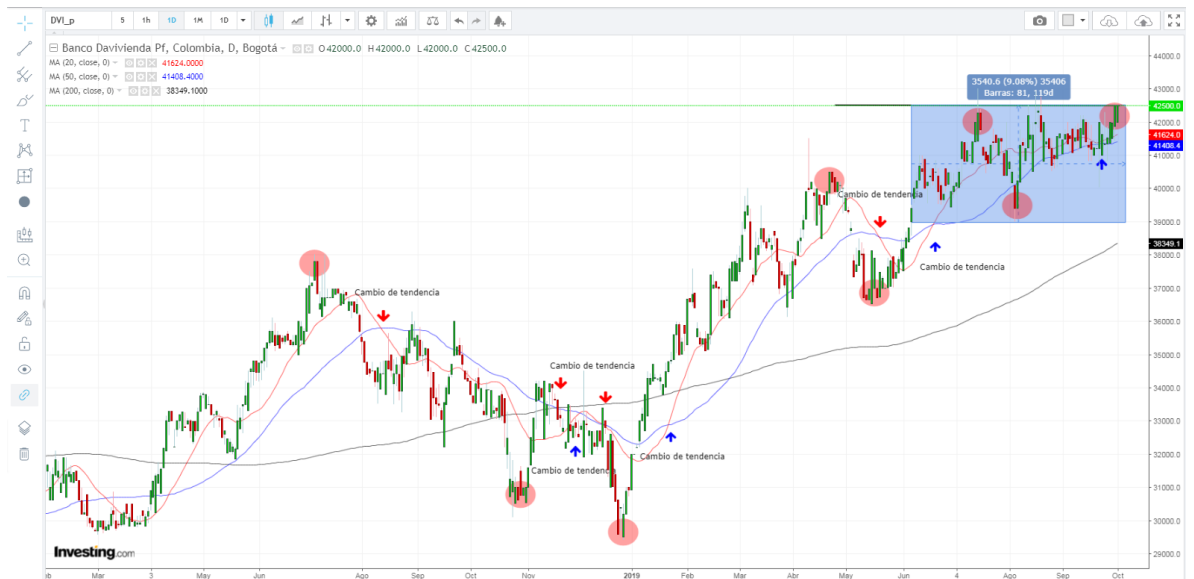 DVI_p 5 1h 1D 1M 1D
Banco Davivienda Pf, Colombia, D, Bogotá O42000.0 H42000.0 L42000.0 C42500.0
MA (20, close, 0) 41624.0000
MA (50, close, 0) 41408.4000
MA (200, close, 0) 38349.1000
3540.6 (9.08%) 35406
Barras: 81, 119d
Cambio de tendencia
Cambio de tendencia
Cambio de tendencia
Cambio de tendencia
Cambio de tendencia
Cambio de tendencia
44000.0
43000.0
42500.0
42000.0
41624.0
41408.4
41000.0
40000.0
39000.0
38349.1
38000.0
37000.0
36000.0
35000.0
34000.0
33000.0
32000.0
31000.0
30000.0
29000.0
Investing.com
Mar 3 May Jun Ago Sep Oct Nov 2019 Feb Mar Abr May Jun 4 Ago Sep Oct